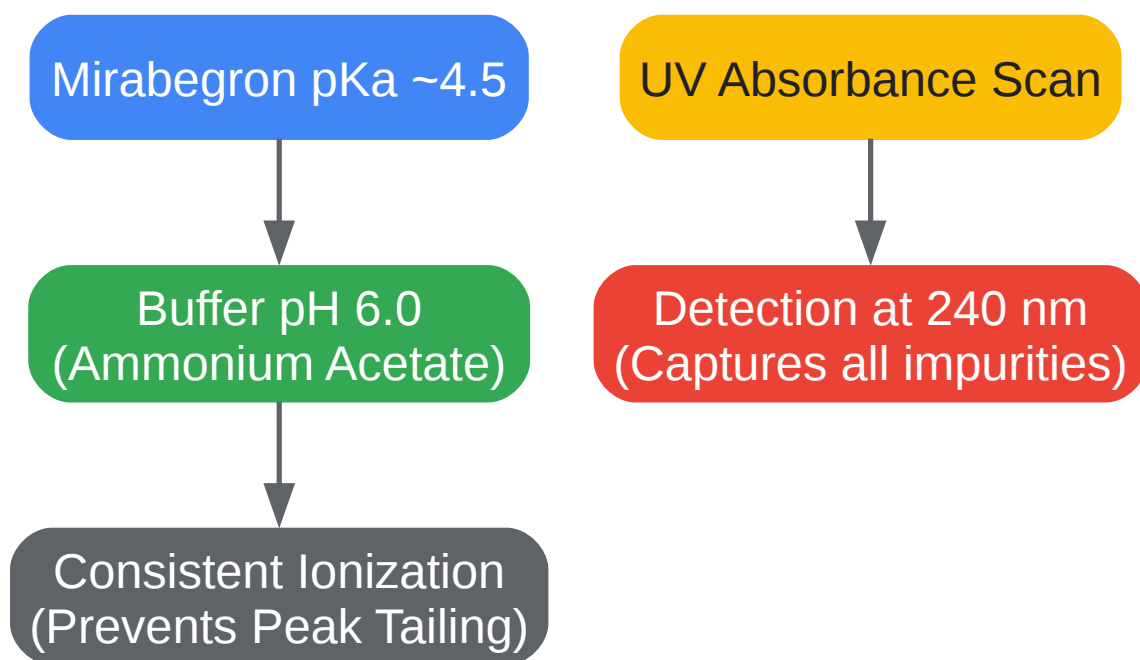 Mirabegron pKa ~4.5
Buffer pH 6.0
(Ammonium Acetate)
Consistent Ionization
(Prevents Peak Tailing)
UV Absorbance Scan
Detection at 240 nm
(Captures all impurities)